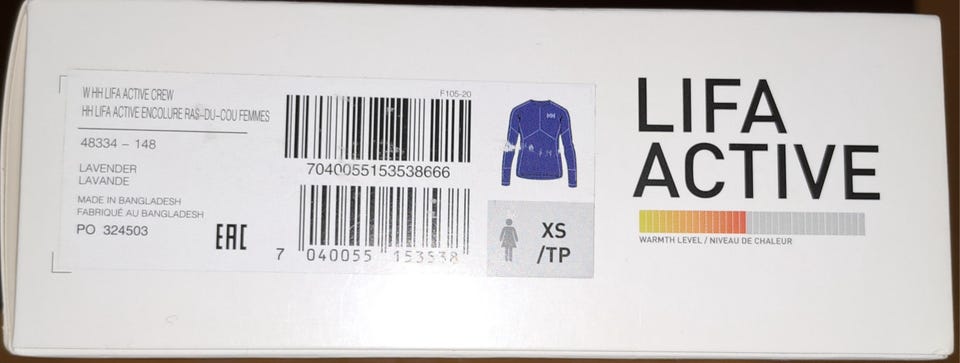 W HH LIFA ACTIVE CREW
HH LIFA ACTIVE ENCOLURE RAS-DU-COU FEMMES
48334 - 148
LAVENDER
LAVANDE
MADE IN BANGLADESH
FABRIQUÉ AU BANGLADESH
PO 324503
EAC
F105-20
7040055153538666
7 040055 153538
HH
XS
/TP
LIFA
ACTIVE
WARMTH LEVEL / NIVEAU DE CHALEUR